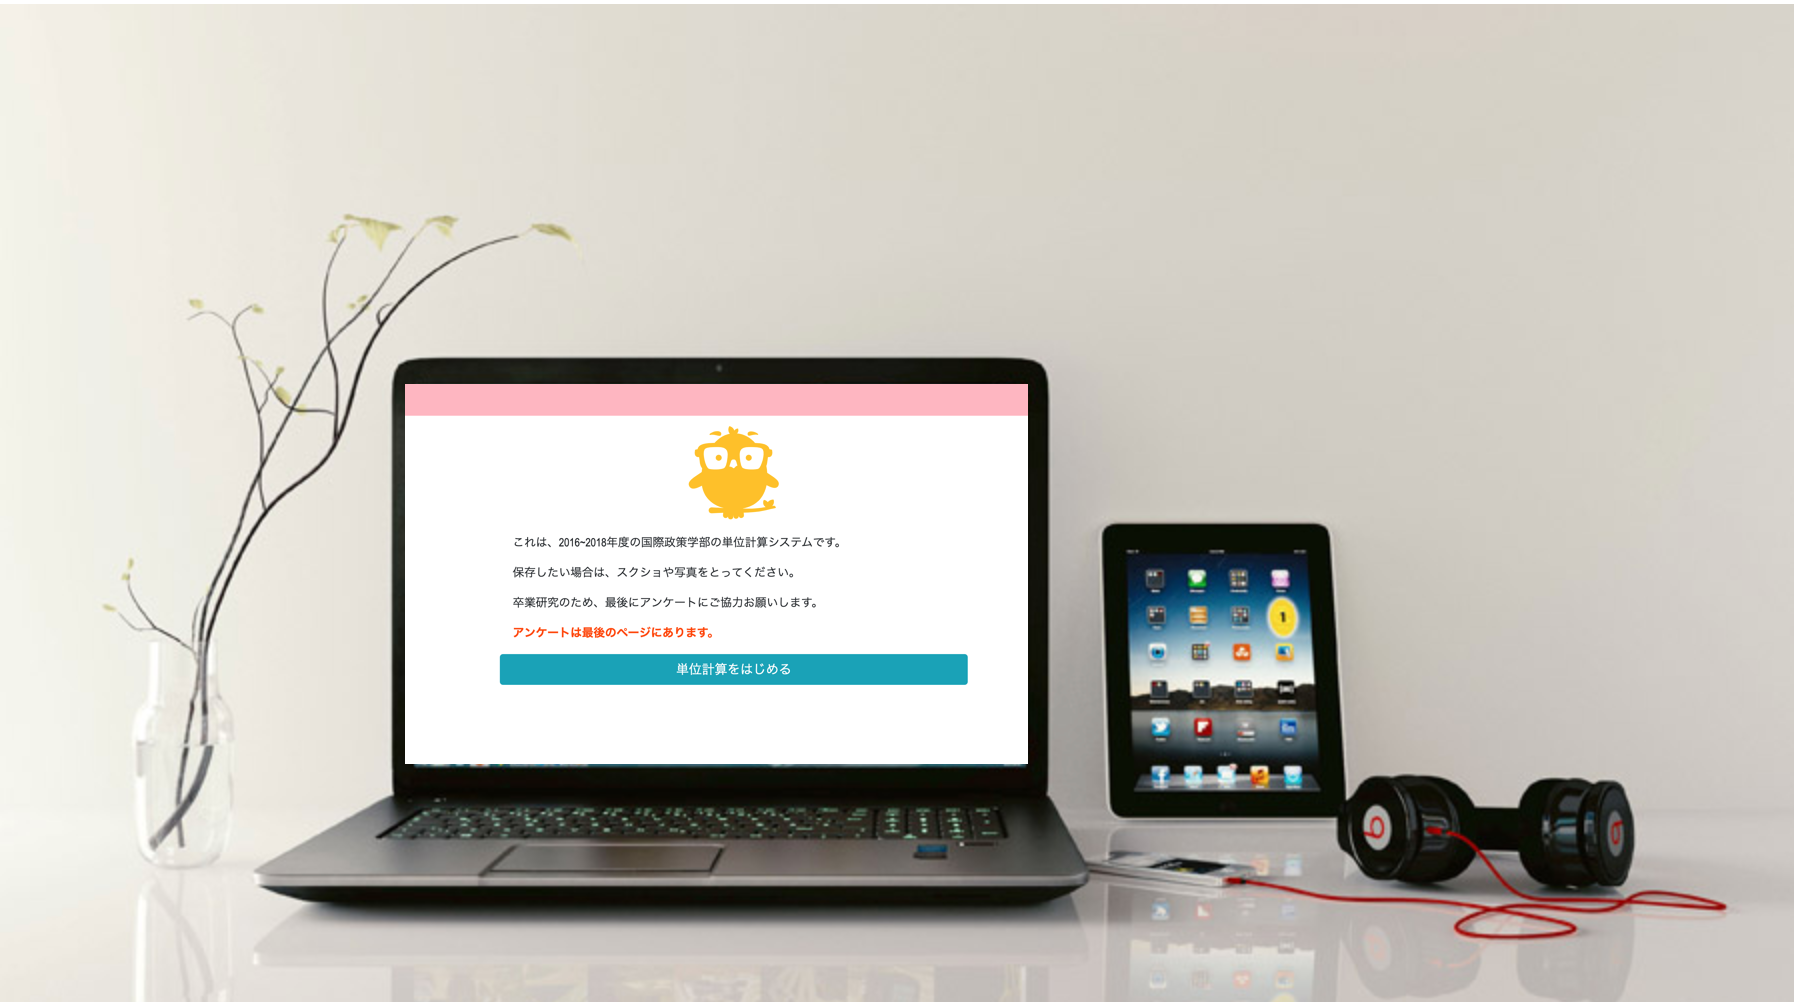 これは、2016~2018年度の国際政策学部の単位計算システムです。
保存したい場合は、スクショや写真をとってください。
卒業研究のため、最後にアンケートにご協力お願いします。
アンケートは最後のページにあります。
単位計算をはじめる
1